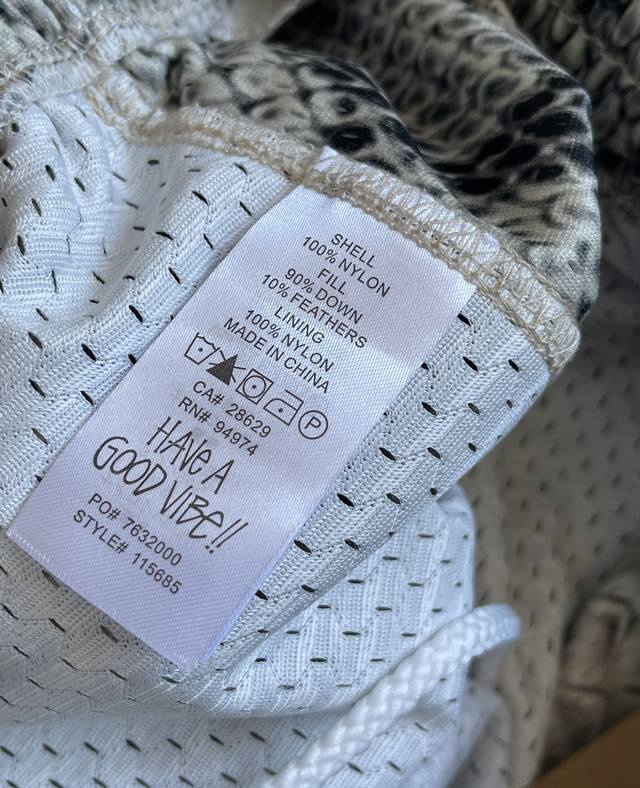 SHELL
100% NYLON
FILL
90% DOWN
10% FEATHERS
LINING
100% NYLON
MADE IN CHINA
P
CA# 28629
RN# 94974
HAVE A
GOOD VIBE!!
PO# 7632000
STYLE# 115685